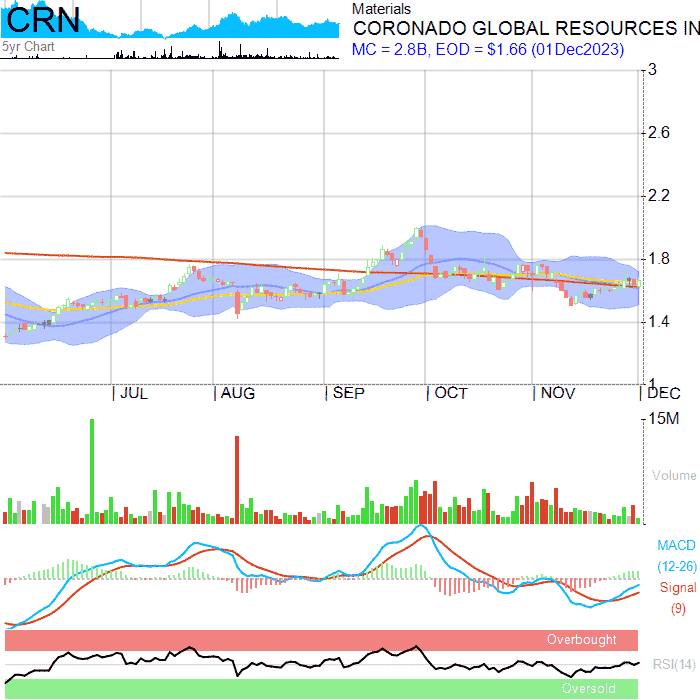 CRN
Materials
CORONADO GLOBAL RESOURCES IN
MC = 2.8B, EOD = $1.66 (01Dec2023)
5yr Chart
3
2.6
2.2
1.8
1.4
1
JUL AUG SEP OCT NOV DEC
15M
Volume
MACD
(12-26)
Signal
(9)
Overbought
RSI(14)
Oversold